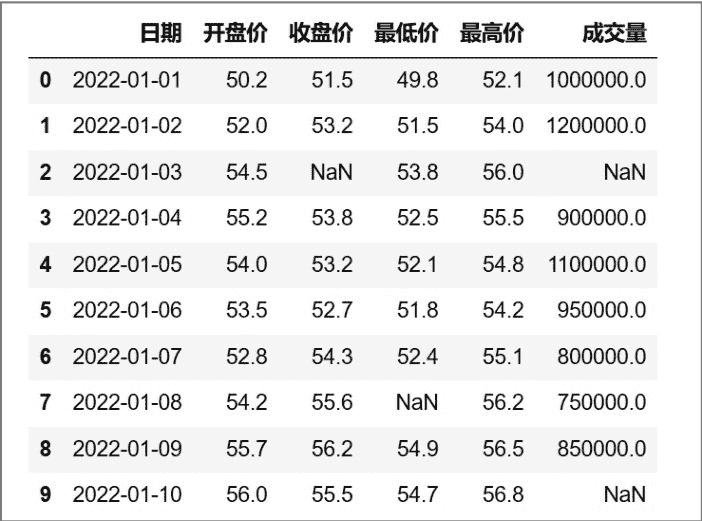 日期 开盘价 收盘价 最低价 最高价 成交量
0 2022-01-01 50.2 51.5 49.8 52.1 1000000.0
1 2022-01-02 52.0 53.2 51.5 54.0 1200000.0
2 2022-01-03 54.5 NaN 53.8 56.0 NaN
3 2022-01-04 55.2 53.8 52.5 55.5 900000.0
4 2022-01-05 54.0 53.2 52.1 54.8 1100000.0
5 2022-01-06 53.5 52.7 51.8 54.2 950000.0
6 2022-01-07 52.8 54.3 52.4 55.1 800000.0
7 2022-01-08 54.2 55.6 NaN 56.2 750000.0
8 2022-01-09 55.7 56.2 54.9 56.5 850000.0
9 2022-01-10 56.0 55.5 54.7 56.8 NaN